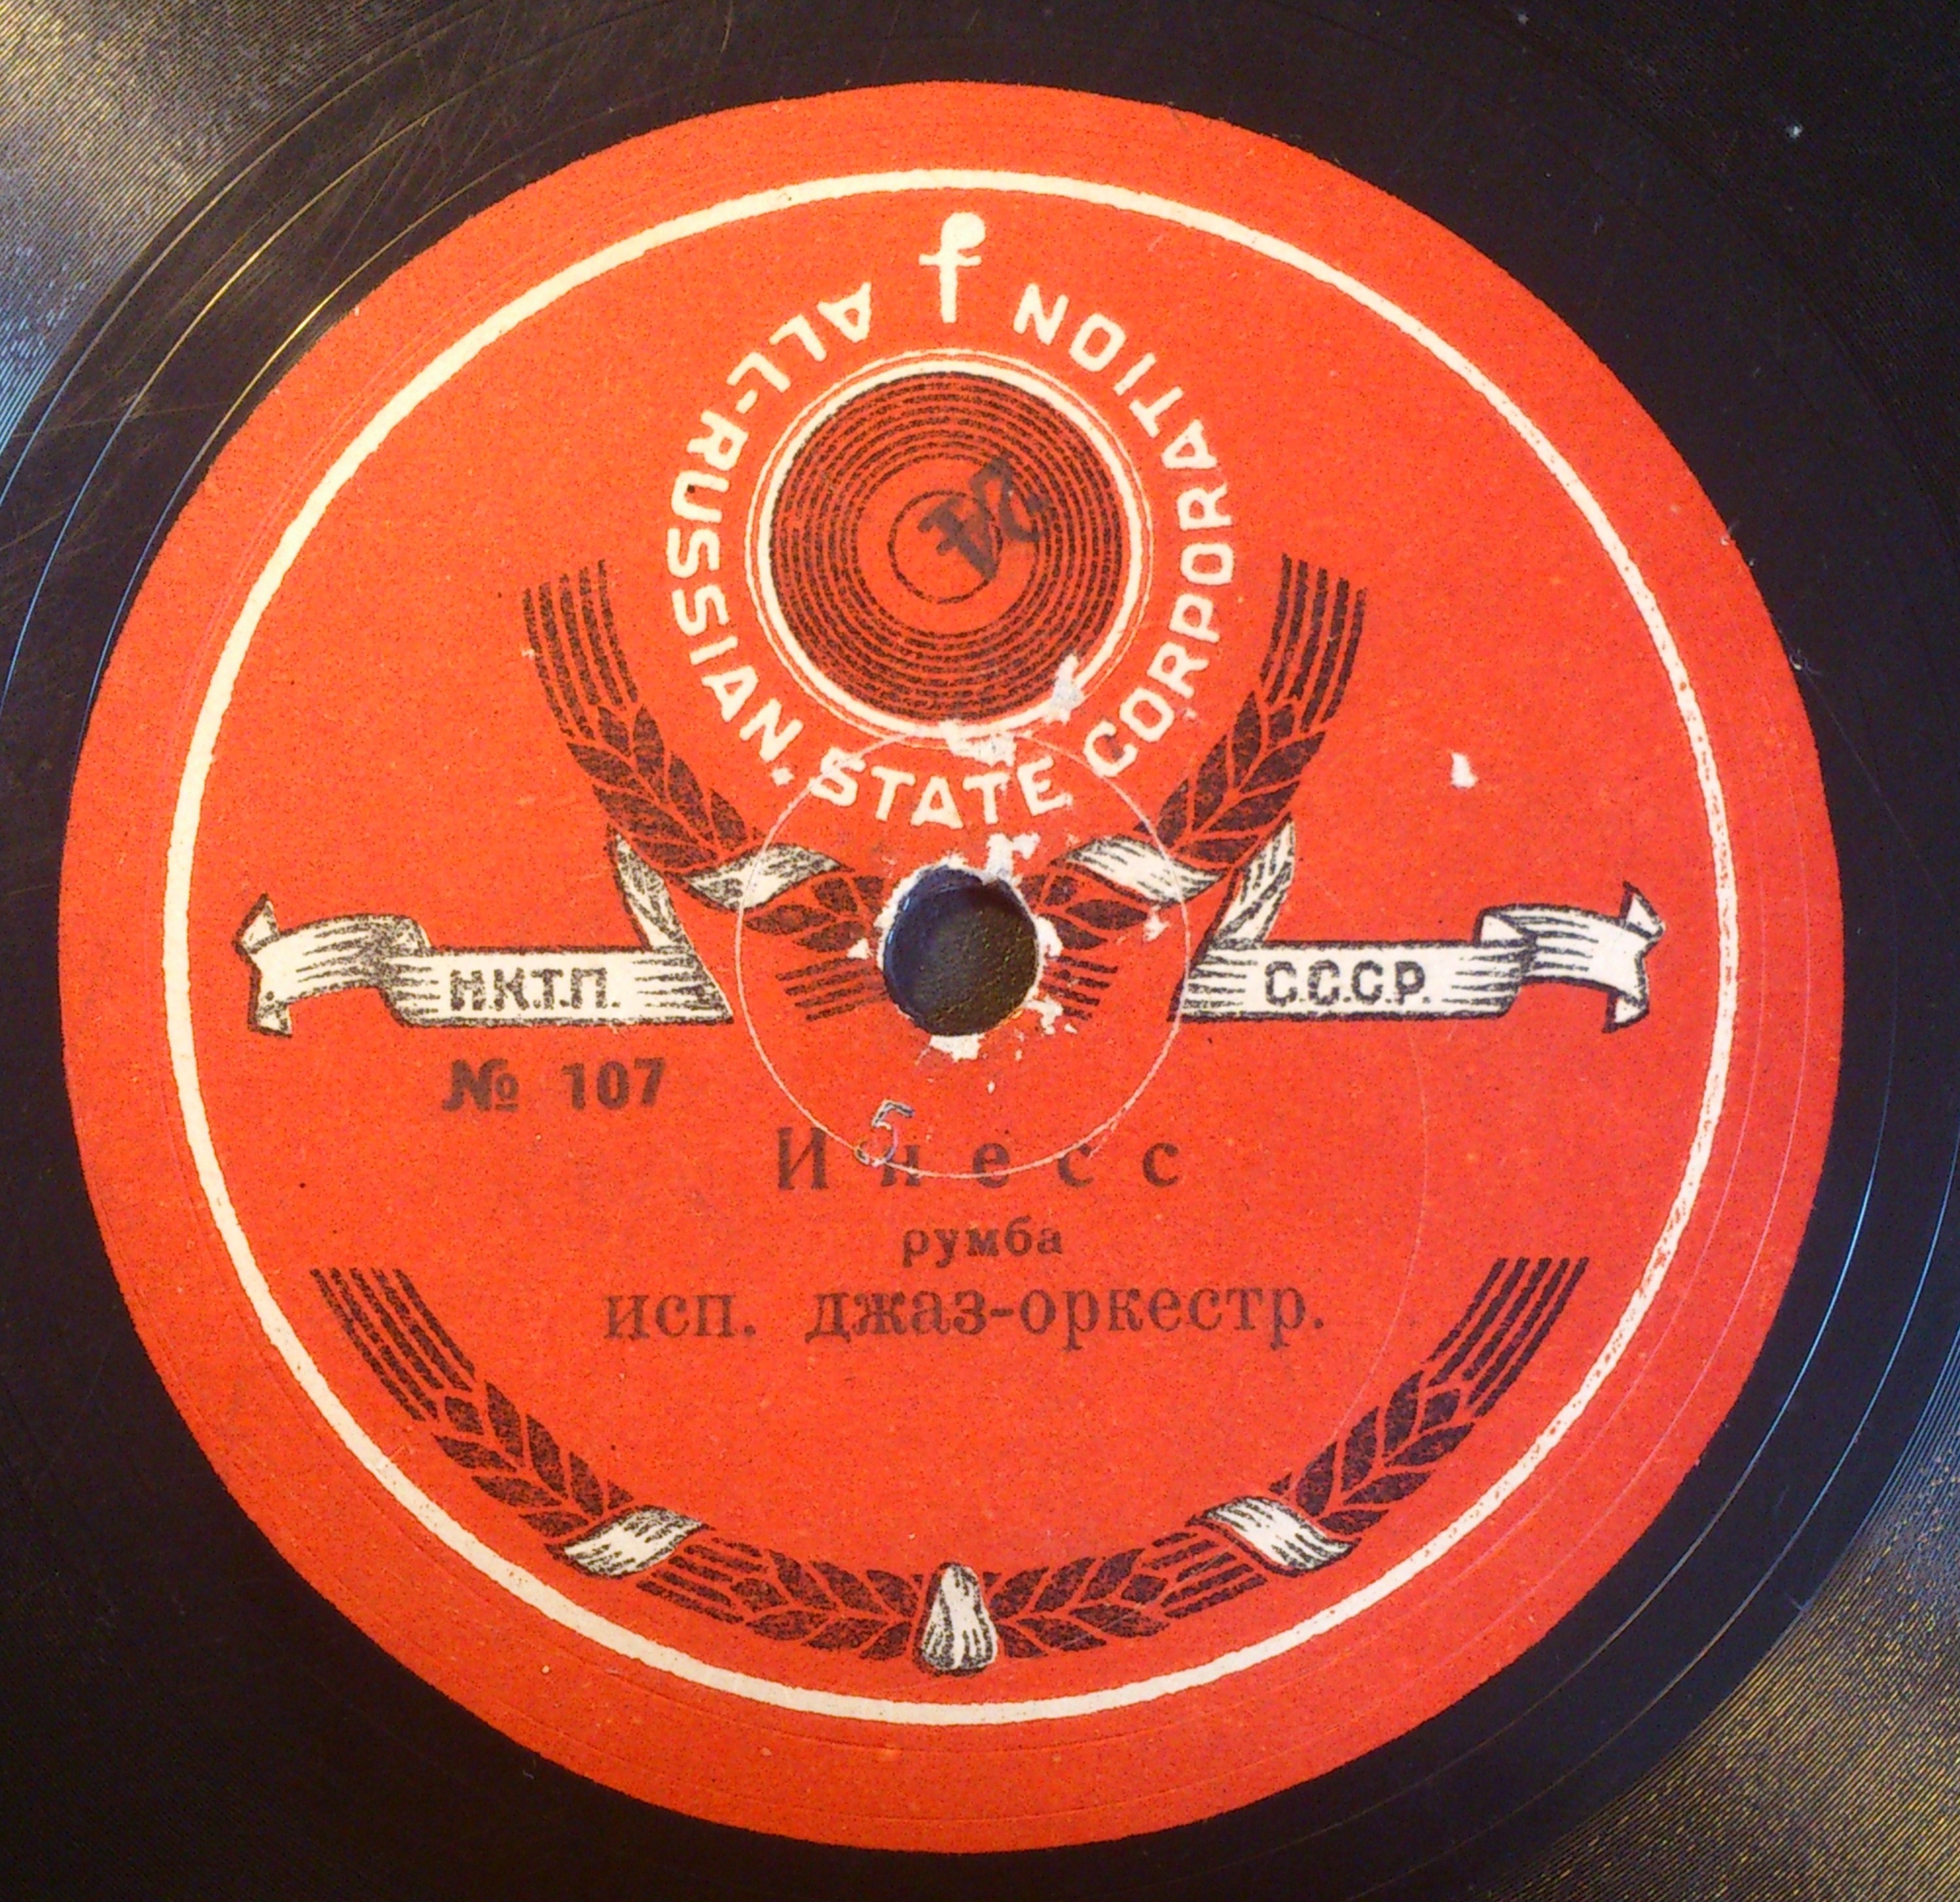 ALL-RUSSIAN. STATE CORPORATION
Н.К.Т.П.
С.С.С.Р.
№ 107
5
Инесс
румба
исп. джаз-оркестр.